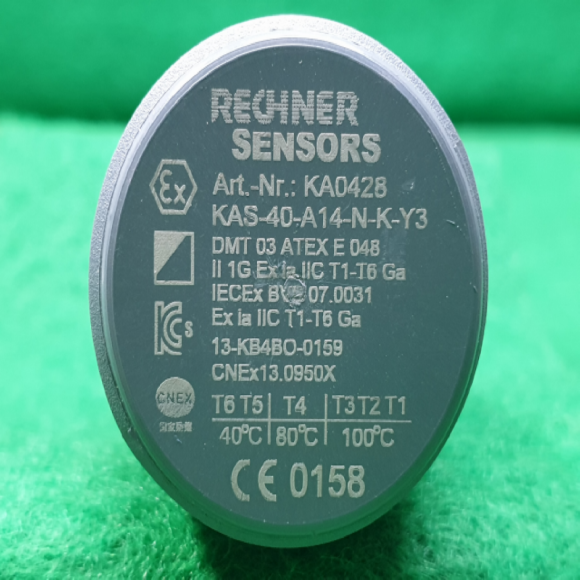 RECHNER
SENSORS
Ex
Art.-Nr.: KA0428
KAS-40-A14-N-K-Y3
DMT 03 ATEX E 048
II 1G Ex ia IIC T1-T6 Ga
IECEx BVS 07.0031
Ex ia IIC T1-T6 Ga
s
13-KB4BO-0159
CNEx13.0950X
CNEX
T6 T5 T4 T3 T2 T1
40°C 80°C 100°C
CE 0158